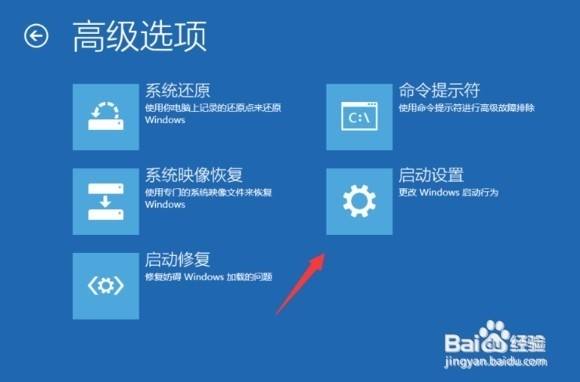 高级选项
系统还原
使用你电脑上记录的还原点来还原
Windows
系统映像恢复
使用专门的系统映像文件来恢复
Windows
启动修复
修复妨碍 Windows 加载的问题
命令提示符
使用命令提示符进行高级故障排除
C:\
启动设置
更改 Windows 启动行为
Bai du 经验
jingyan.baidu.com